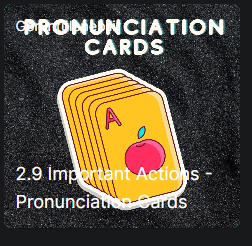 PRONUNCIATION
CARDS
A
2.9 Important Actions -
Pronunciation Cards